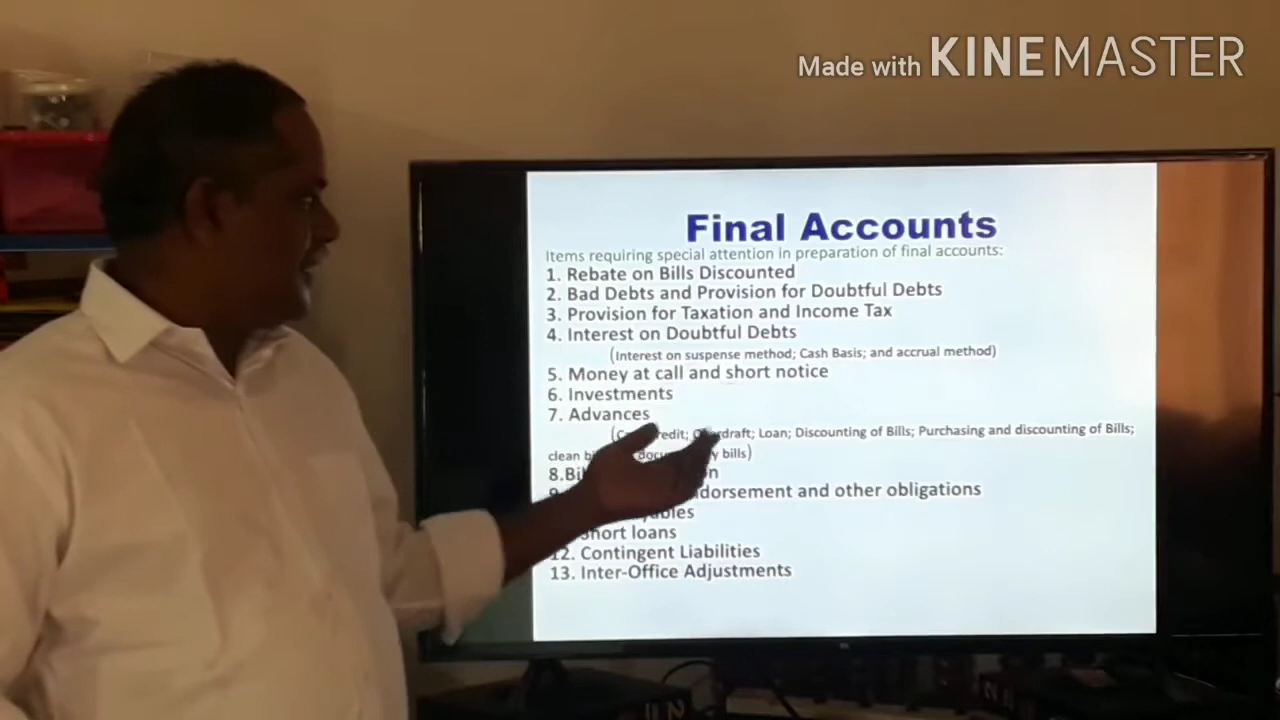 Made with KINEMASTER
Final Accounts
Items requiring special attention in preparation of final accounts:
1. Rebate on Bills Discounted
2. Bad Debts and Provision for Doubtful Debts
3. Provision for Taxation and Income Tax
4. Interest on Doubtful Debts
(Interest on suspense method; Cash Basis; and accrual method)
5. Money at call and short notice
6. Investments
7. Advances
Loan; Discounting of Bills; Purchasing and discounting of Bills;
clean bills)
8.
and other obligations
loans
12. Contingent Liabilities
13. Inter-Office Adjustments